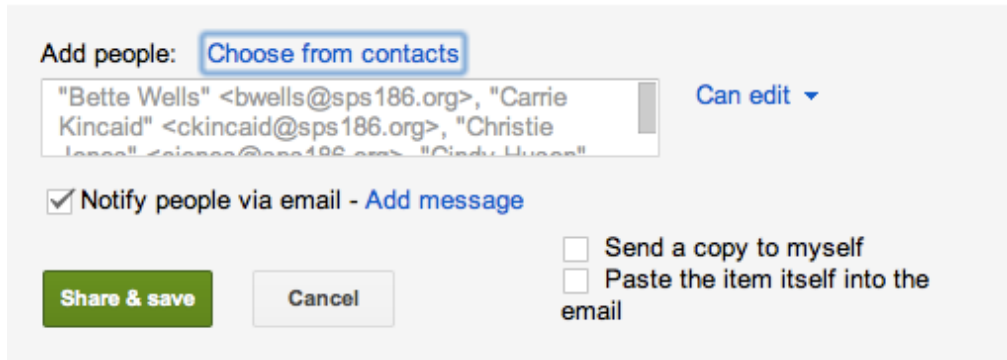 Add people: Choose from contacts
"Bette Wells" <bwells@sps186.org>, "Carrie
Kincaid" <ckincaid@sps186.org>, "Christie
Can edit
Notify people via email - Add message
Send a copy to myself
Paste the item itself into the
email
Share & save
Cancel